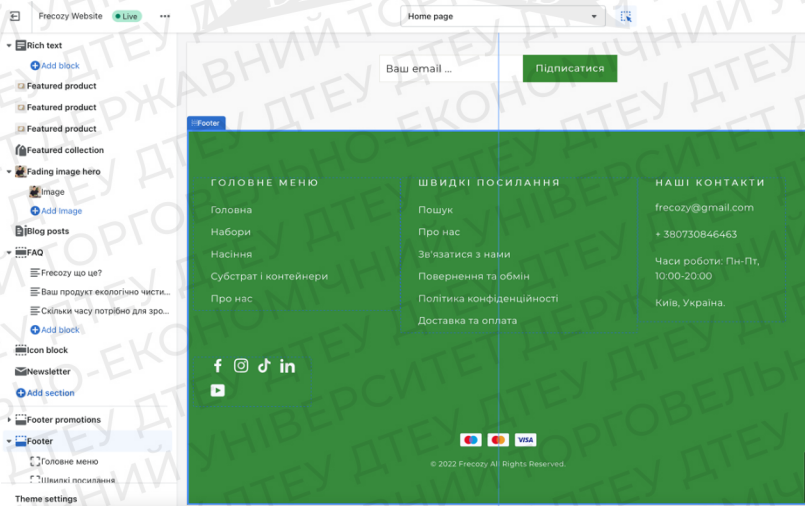 Frecozy Website
Live
Home page
Rich text
Add block
Featured product
Featured product
Featured product
Featured collection
Fading image hero
Image
Add Image
Blog posts
FAQ
Frecozy що це?
Ваш продукт екологічно чисти...
Скільки часу потрібно для зро...
Add block
Icon block
Newsletter
Add section
Footer promotions
Footer
Головне меню
Швидкі посилання
Theme settings
Ваш email ...
Підписатися
Footer
ГОЛОВНЕ МЕНЮ
Головна
Набори
Насіння
Субстрат і контейнери
Про нас
ШВИДКІ ПОСИЛАННЯ
Пошук
Про нас
Зв'язатися з нами
Повернення та обмін
Політика конфіденційності
Доставка та оплата
НАШІ КОНТАКТИ
frecozy@gmail.com
+ 380730846463
Часи роботи: Пн-Пт,
10:00-20:00
Київ, Україна.
VISA
© 2022 Frecozy All Rights Reserved.